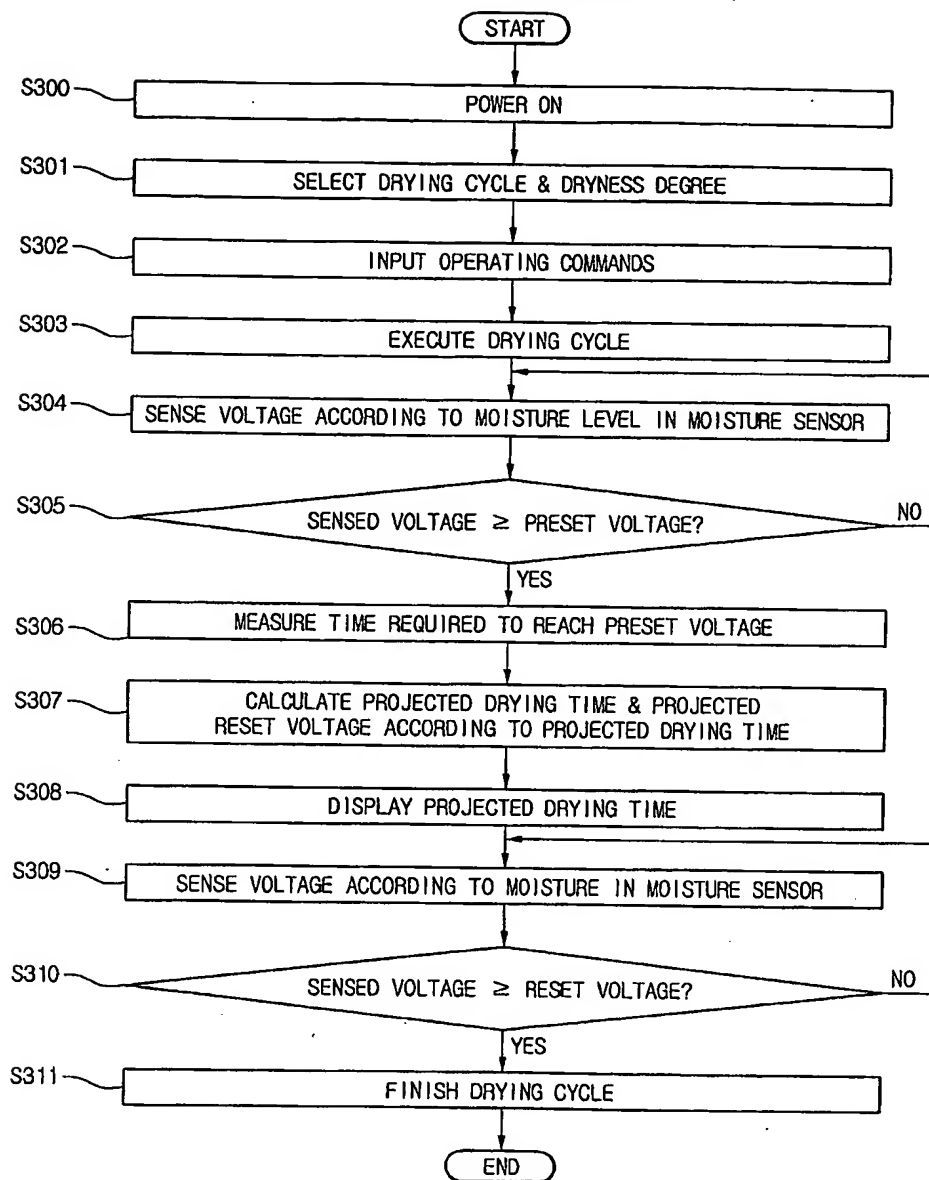 START
S300
POWER ON
S301
SELECT DRYING CYCLE & DRYNESS DEGREE
S302
INPUT OPERATING COMMANDS
S303
EXECUTE DRYING CYCLE
S304
SENSE VOLTAGE ACCORDING TO MOISTURE LEVEL IN MOISTURE SENSOR
S305
SENSED VOLTAGE ≥ PRESET VOLTAGE?
NO
YES
S306
MEASURE TIME REQUIRED TO REACH PRESET VOLTAGE
S307
CALCULATE PROJECTED DRYING TIME & PROJECTED
RESET VOLTAGE ACCORDING TO PROJECTED DRYING TIME
S308
DISPLAY PROJECTED DRYING TIME
S309
SENSE VOLTAGE ACCORDING TO MOISTURE IN MOISTURE SENSOR
S310
SENSED VOLTAGE ≥ RESET VOLTAGE?
NO
YES
S311
FINISH DRYING CYCLE
END